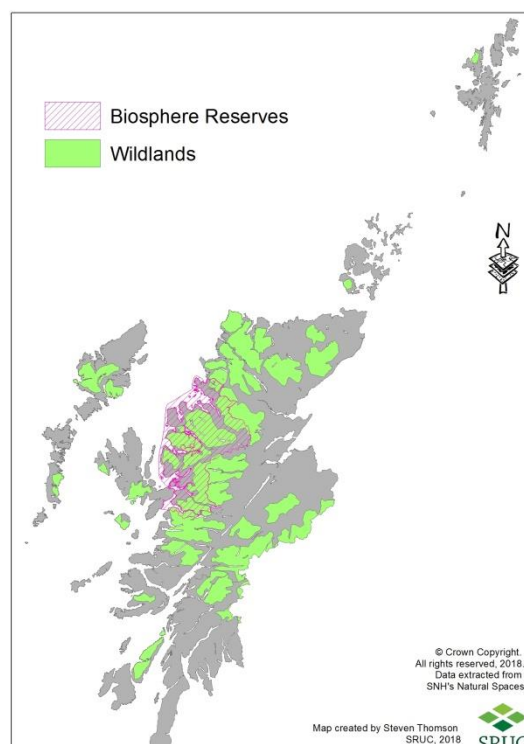 Biosphere Reserves
Wildlands
N
© Crown Copyright.
All rights reserved, 2018.
Data extracted from
SNH's Natural Spaces
Map created by Steven Thomson
SRUC, 2018
SRUC